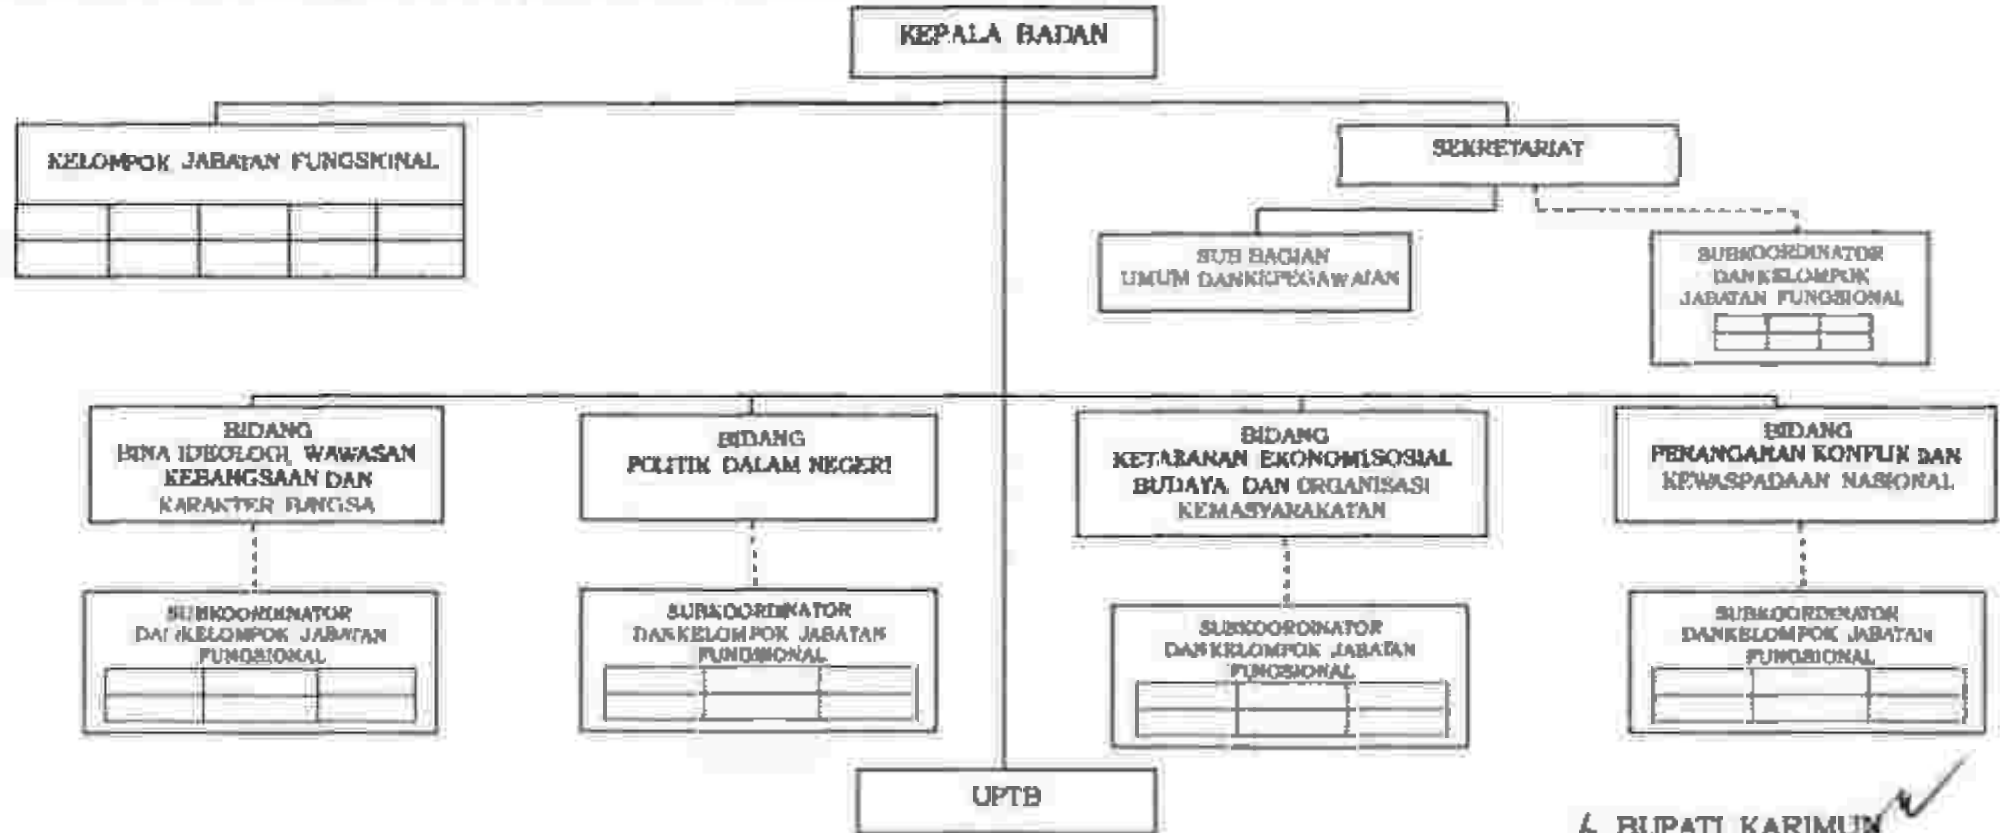 KEPALA BADAN
KELOMPOK JABATAN FUNGSIONAL
SEKRETARIAT
SUB BAGIAN
UMUM DAN KEPEGAWAIAN
SUBKOORDINATOR
DAN KELOMPOK
JABATAN FUNGSIONAL
BIDANG
BINA IDEOLOGI, WAWASAN
KEBANGSAAN DAN
KARAKTER BANGSA
BIDANG
POLITIK DALAM NEGERI
BIDANG
KETAHANAN EKONOMI SOSIAL
BUDAYA DAN ORGANISASI
KEMASYARAKATAN
BIDANG
PENANGANAN KONFLIK DAN
KEWASPADAAN NASIONAL
SUBKOORDINATOR
DAN KELOMPOK JABATAN
FUNGSIONAL
SUBKOORDINATOR
DAN KELOMPOK JABATAN
FUNGSIONAL
SUBKOORDINATOR
DAN KELOMPOK JABATAN
FUNGSIONAL
SUBKOORDINATOR
DAN KELOMPOK JABATAN
FUNGSIONAL
UPTB
BUPATI KARIMUN